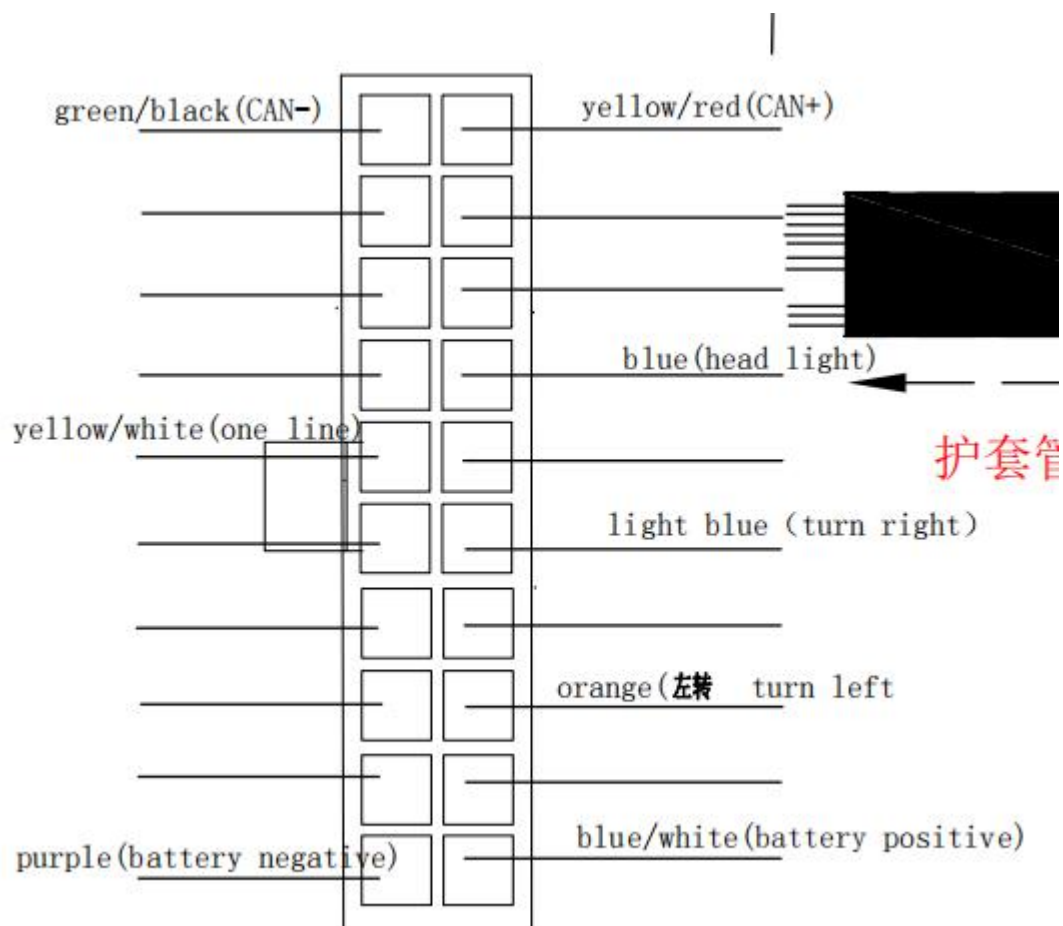 green/black(CAN-)
yellow/red(CAN+)
blue(head light)
yellow/white(one line)
护套管
light blue（turn right）
orange(左转 turn left
blue/white(battery positive)
purple(battery negative)